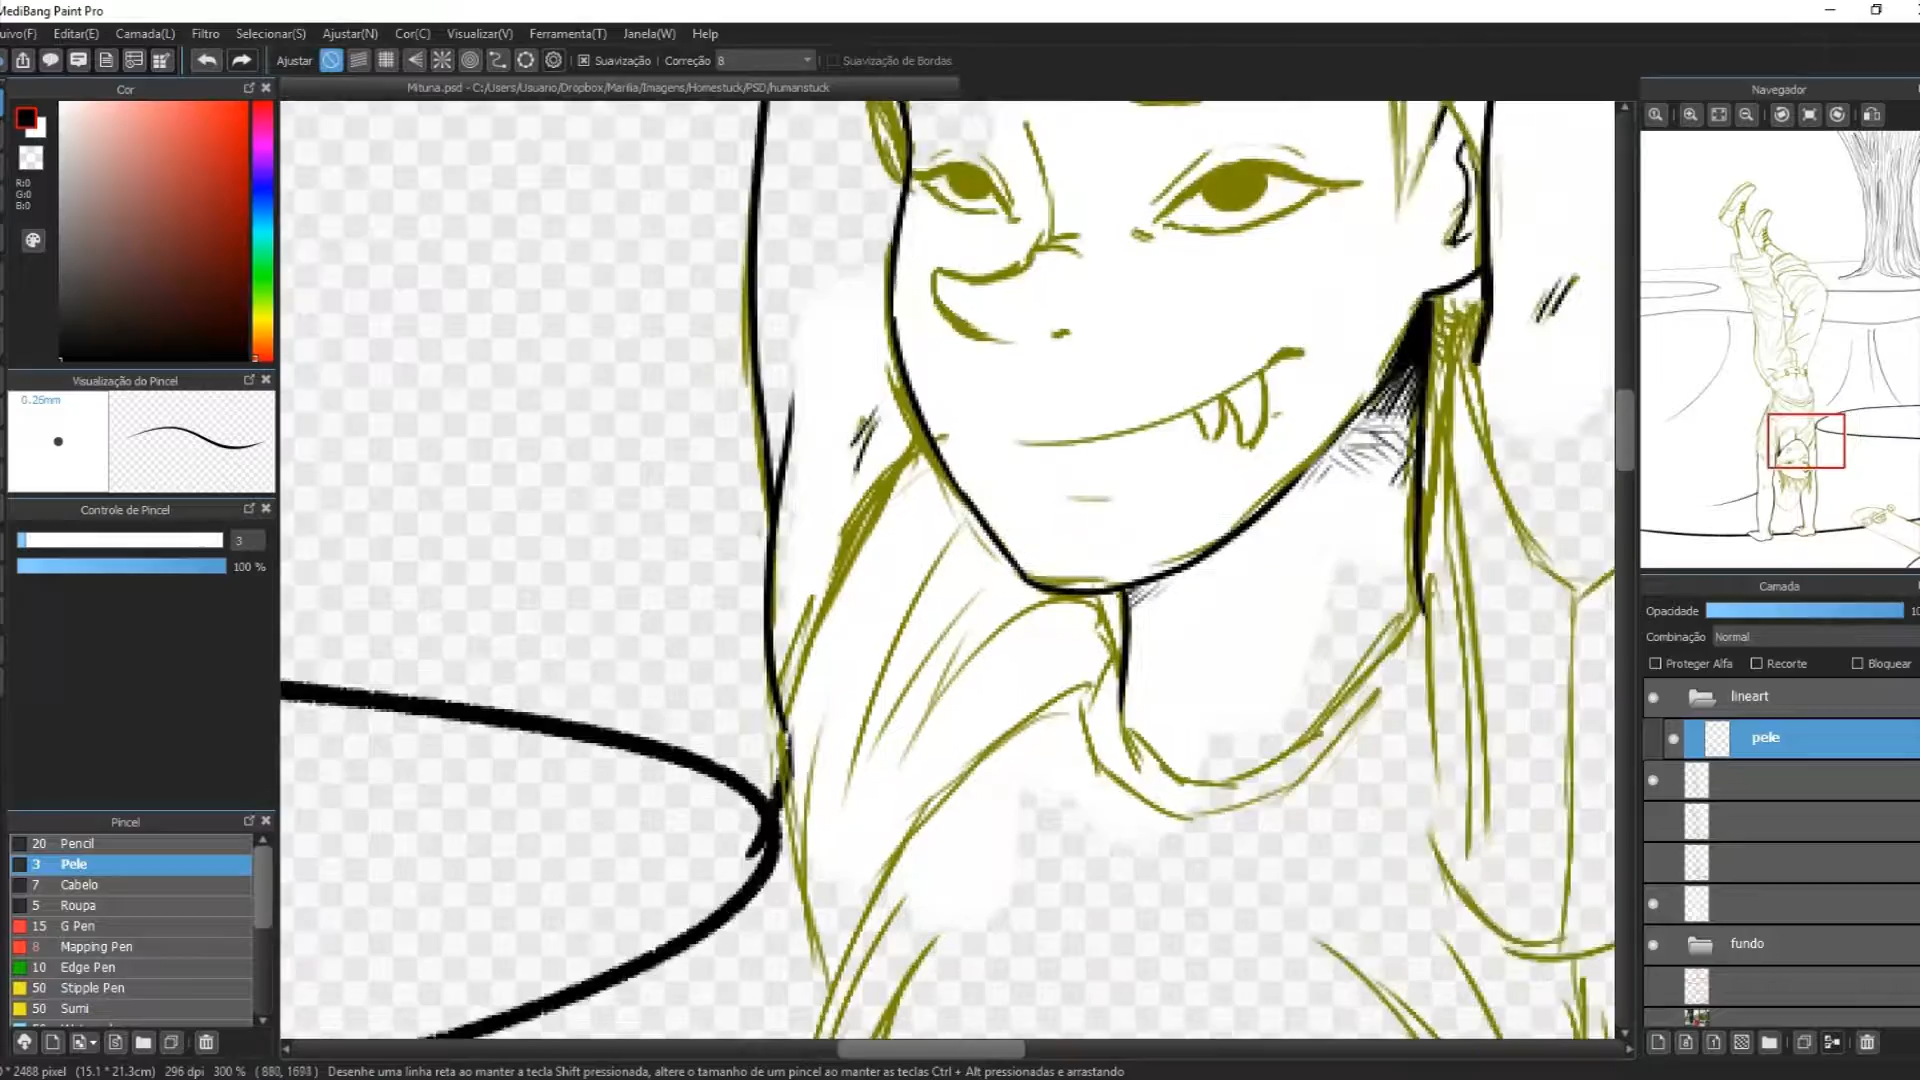 MediBang Paint Pro
uivo(F) Editar(E) Camada(L) Filtro Selecionar(S) Ajustar(N) Cor(C) Visualizar(V) Ferramenta(T) Janela(W) Help
Ajustar Suavização Correção 8 Suavização de Bordas
Cor
Mituna.psd - C:/Users/Usuano/Dropbox/Marilia/Imagens/Homestuck/PSD/humanstuck
Navegador
R:0
G:0
B:0
Visualização do Pincel
0.26mm
Controle de Pincel
3
100 %
Camada
Opacidade 10
Combinação Normal
Proteger Alfa Recorte Bloquear
lineart
pele
fundo
Pincel
20 Pencil
3 Pele
7 Cabelo
5 Roupa
15 G Pen
8 Mapping Pen
10 Edge Pen
50 Stipple Pen
50 Sumi
* 2488 pixel (15.1 * 21.3cm) 296 dpi 300 % ( 880, 1698 ) Desenhe uma linha reta ao manter a tecla Shift pressionada, altere o tamanho de um pincel ao manter as teclas Ctrl + Alt pressionadas e arrastando